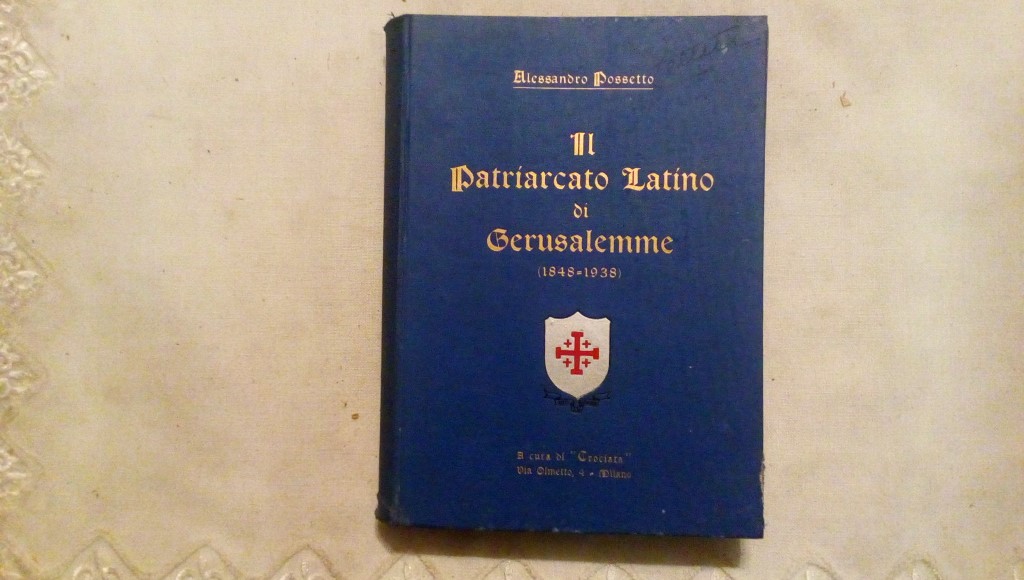 Alessandro Possetto
Il
Patriarcato Latino
di
Gerusalemme
(1848=1938)
A cura di "Crociata"
Via Olmetto, 4 - Milano